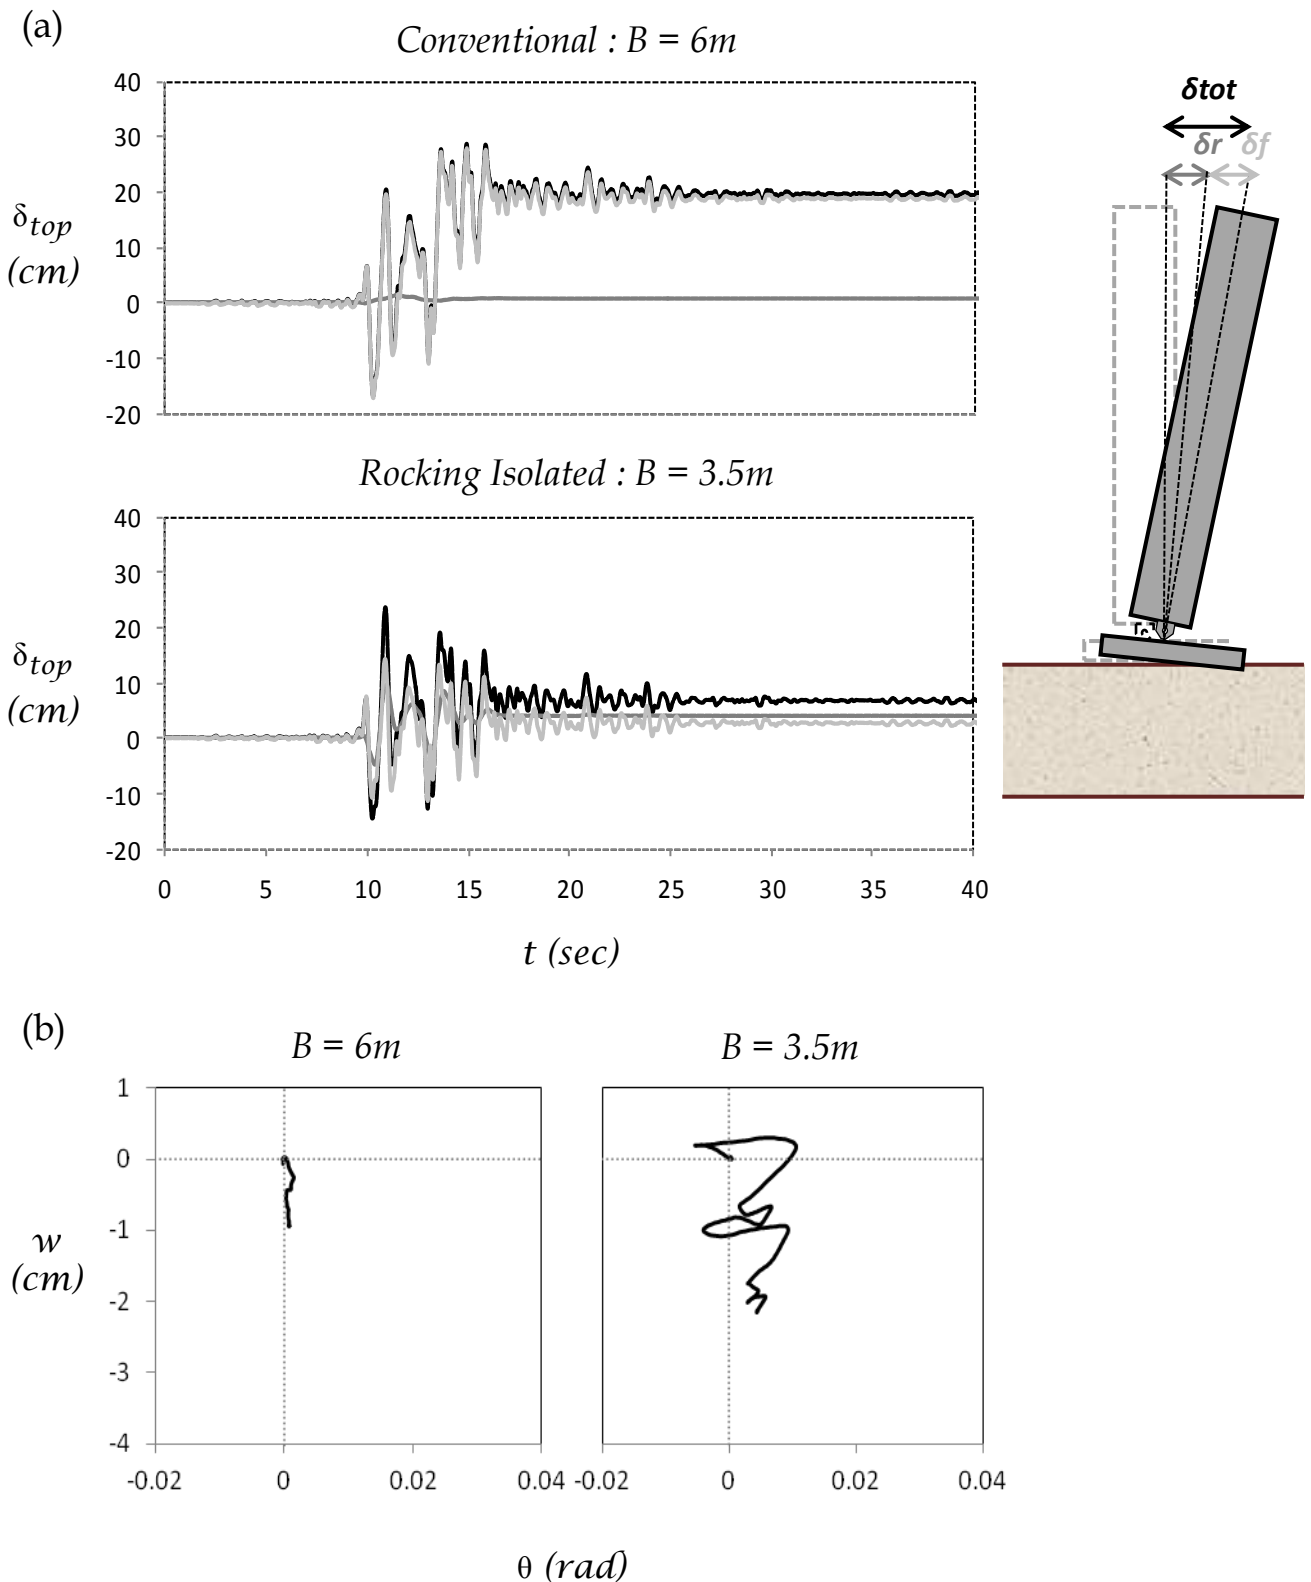 (a)
Conventional : B = 6m
40
30
20
10
0
-10
-20
δtop
(cm)
δtot
δr δf
Rocking Isolated : B = 3.5m
40
30
20
10
0
-10
-20
δtop
(cm)
0 5 10 15 20 25 30 35 40
t (sec)
(b)
B = 6m B = 3.5m
1
0
-1
-2
-3
-4
w
(cm)
-0.02 0 0.02 0.04 -0.02 0 0.02 0.04
θ (rad)